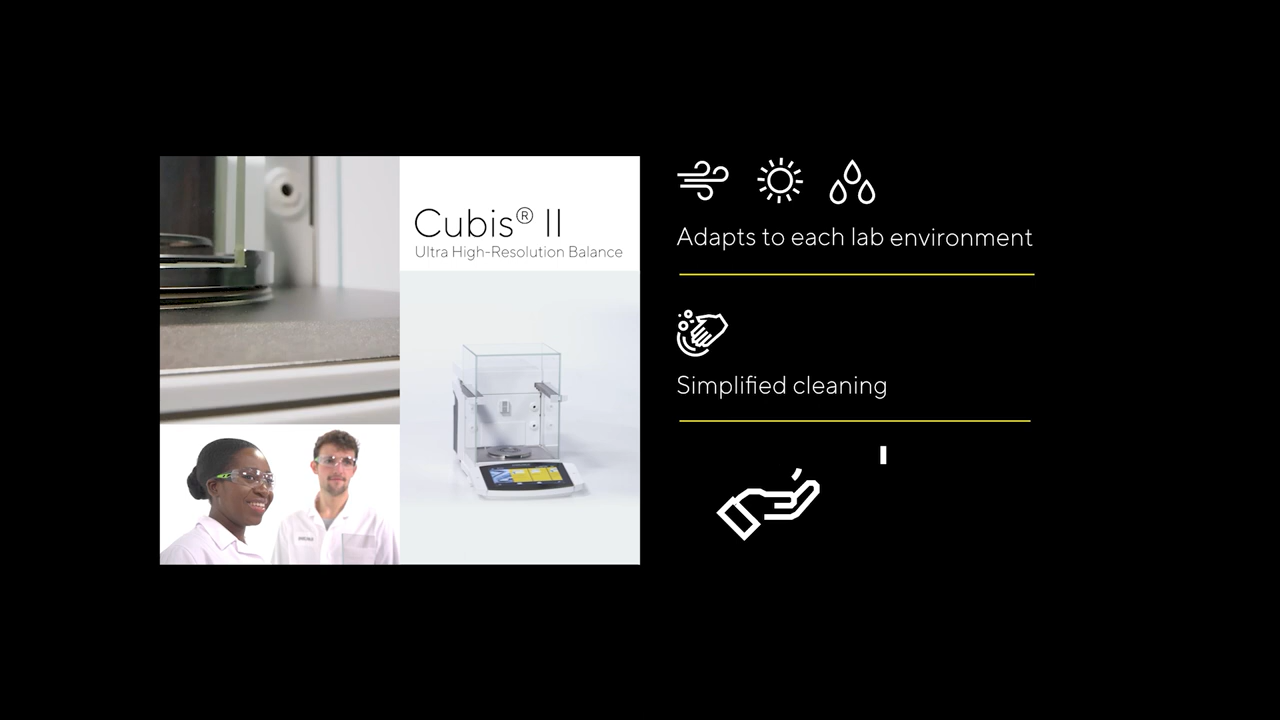 Cubis® II
Ultra High-Resolution Balance
Adapts to each lab environment
Simplified cleaning